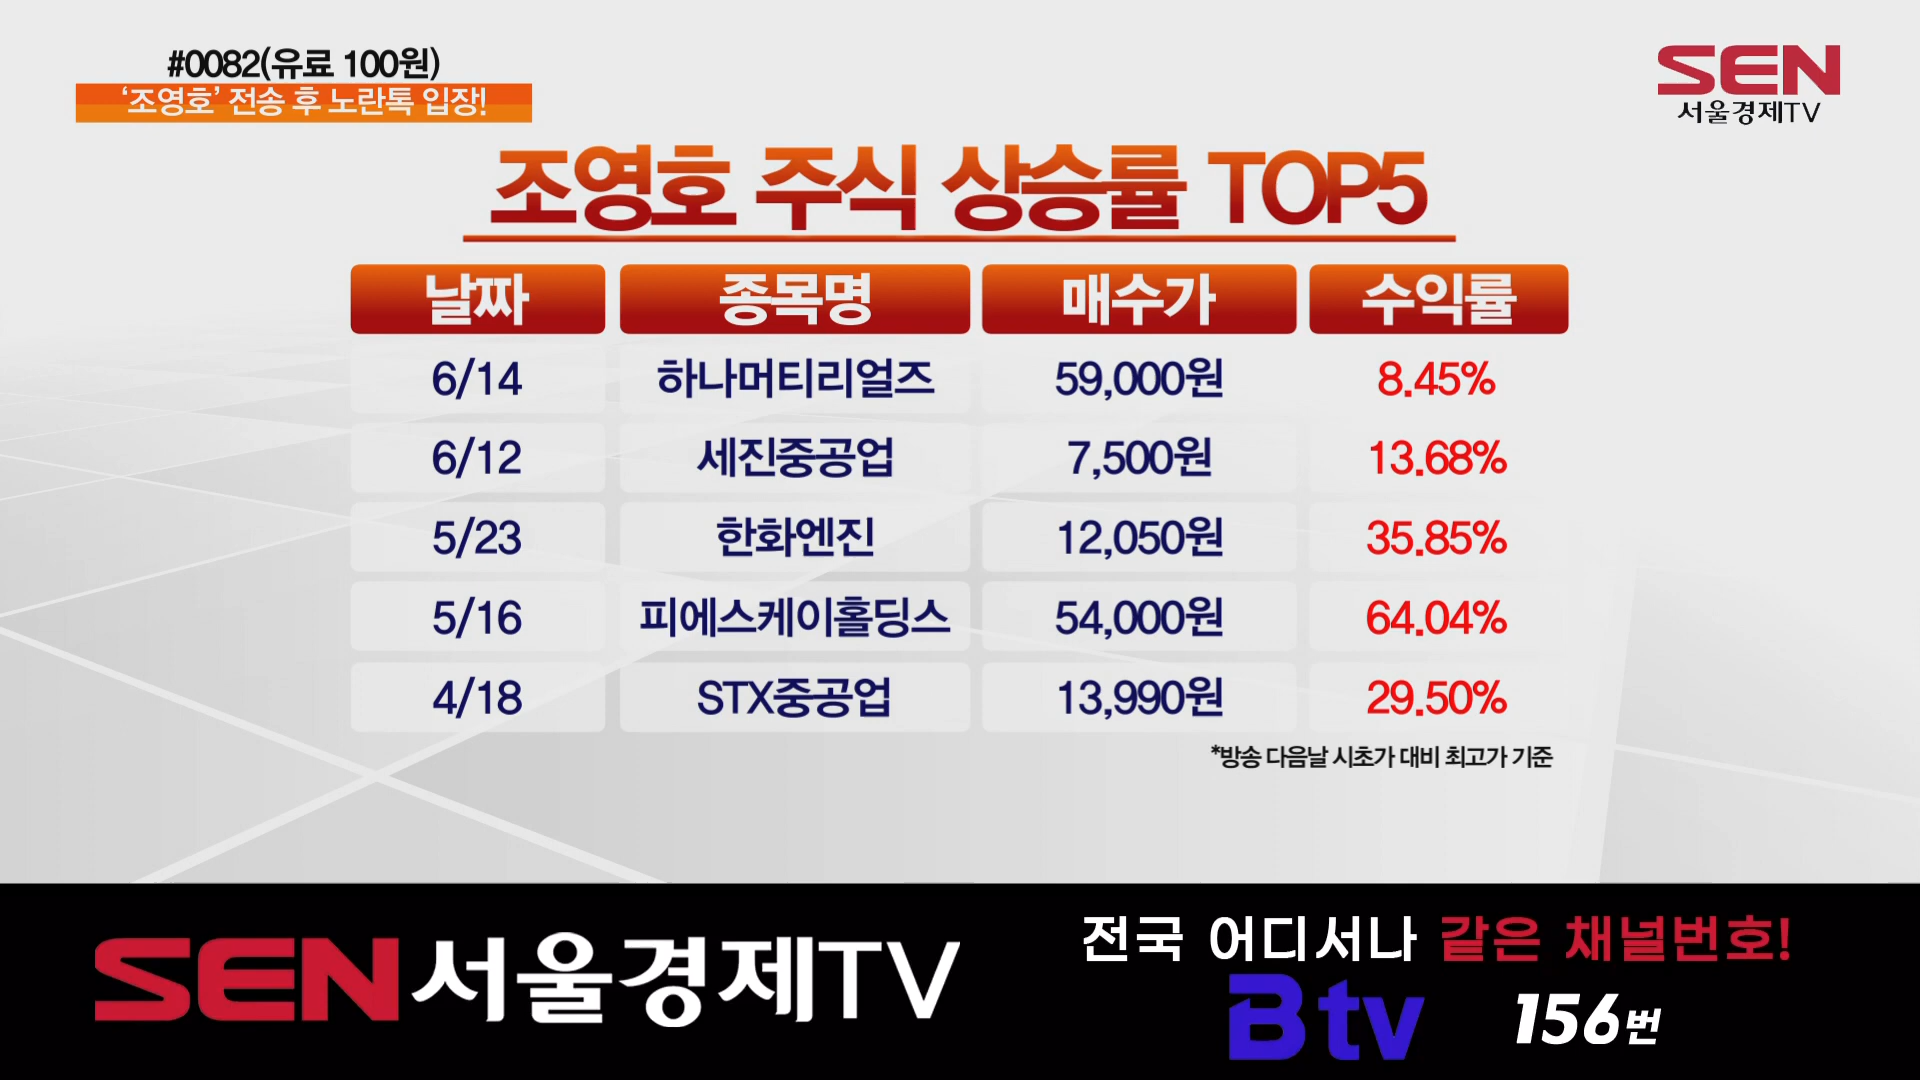 #0082(유료 100원)
‘조영호’ 전송 후 노란톡 입장!
SEN
서울경제TV
조영호 주식 상승률 TOP5
날짜 종목명 매수가 수익률
6/14 하나머티리얼즈 59,000원 8.45%
6/12 세진중공업 7,500원 13.68%
5/23 한화엔진 12,050원 35.85%
5/16 피에스케이홀딩스 54,000원 64.04%
4/18 STX중공업 13,990원 29.50%
*방송 다음날 시초가 대비 최고가 기준
SEN 서울경제TV
전국 어디서나 같은 채널번호!
B tv 156번